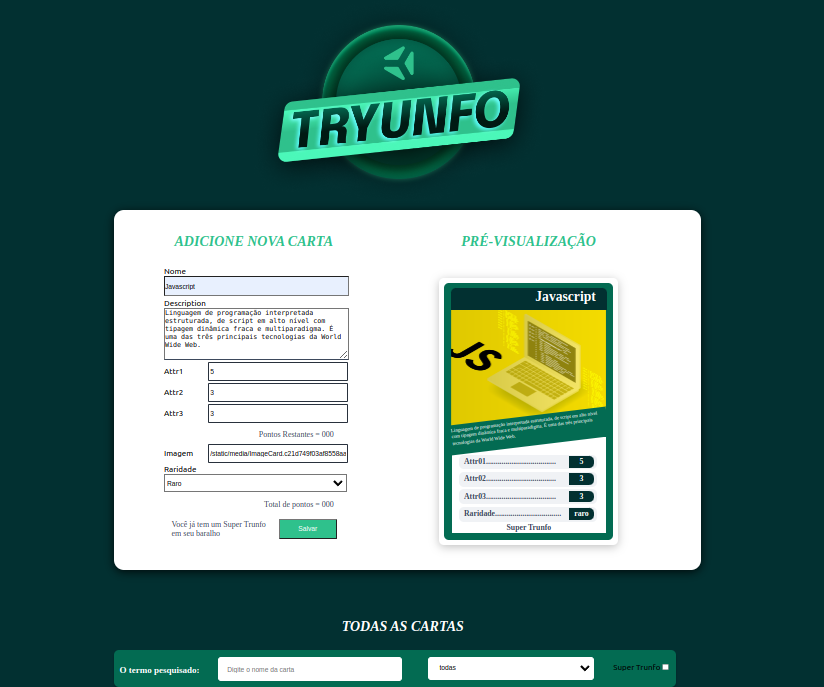 TRYUNFO
ADICIONE NOVA CARTA
Nome
Javascript
Description
Linguagem de programação interpretada
estruturada, de script em alto nível com
tipagem dinâmica fraca e multiparadigma. É
uma das três principais tecnologias da World
Wide Web.
Attr1 5
Attr2 3
Attr3 3
Pontos Restantes = 000
Imagem /static/media/ImageCard.c21d749f03af8558aa
Raridade
Raro
Total de pontos = 000
Você já tem um Super Trunfo
em seu baralho
Salvar
PRÉ-VISUALIZAÇÃO
Javascript
JS
Linguagem de programação interpretada estruturada, de script em alto nível
com tipagem dinâmica fraca e multiparadigma. É uma das três principais
tecnologias da World Wide Web.
Attr01.................................... 5
Attr02.................................... 3
Attr03.................................... 3
Raridade.................................. raro
Super Trunfo
TODAS AS CARTAS
O termo pesquisado: Digite o nome da carta todas Super Trunfo